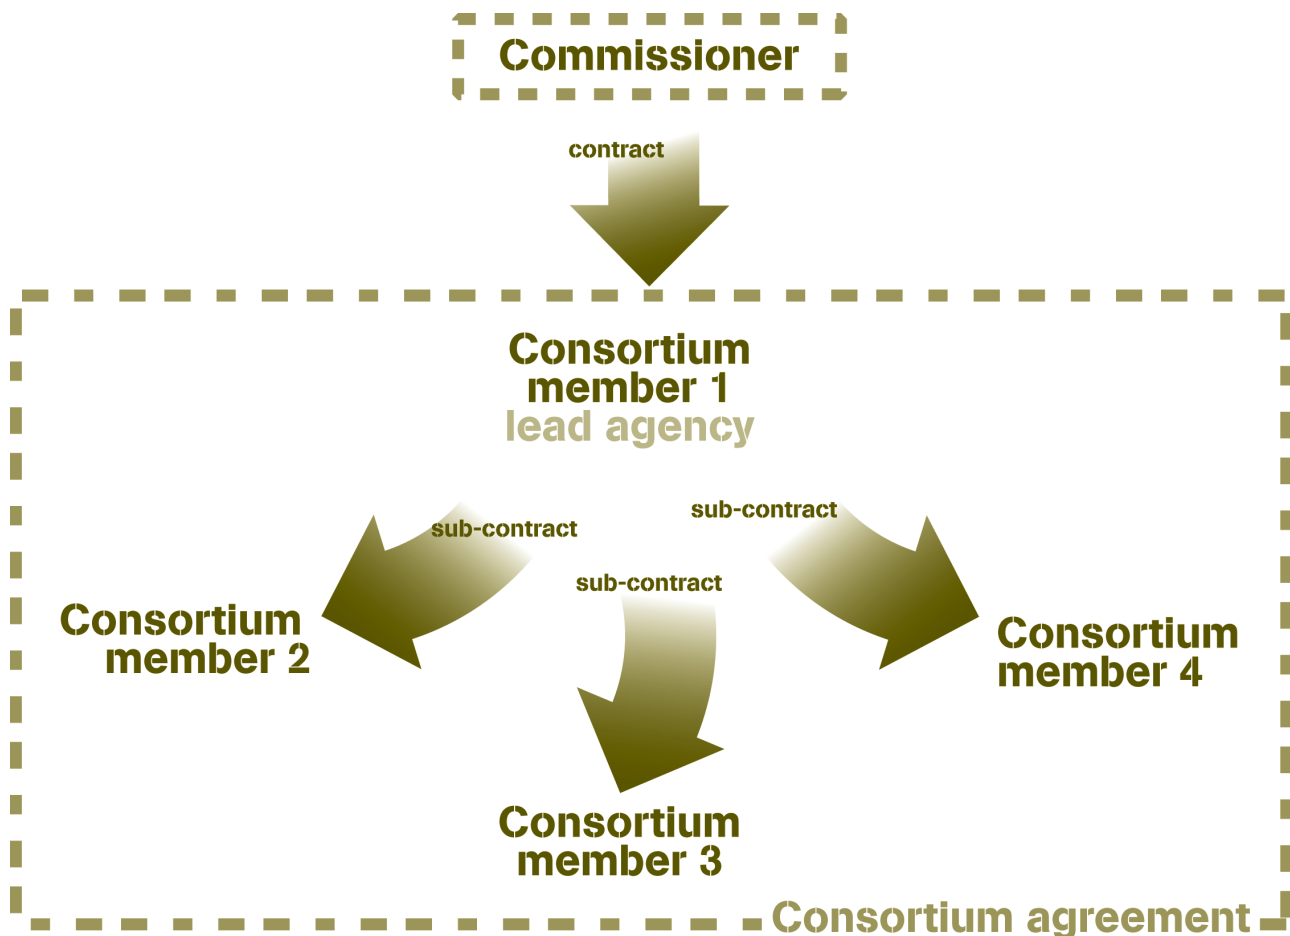 Commissioner
contract
Consortium
member 1
lead agency
sub-contract
sub-contract
sub-contract
Consortium
member 2
Consortium
member 4
Consortium
member 3
Consortium agreement